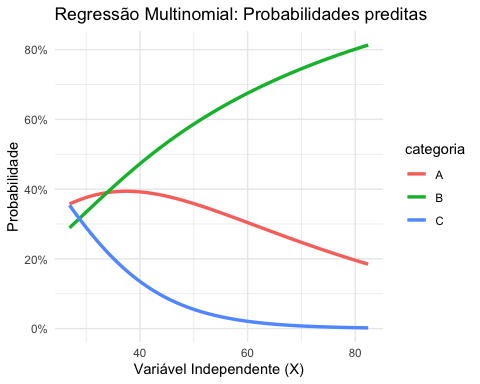 Regressão Multinomial: Probabilidades preditas
80%
60%
40%
20%
0%
Probabilidade
40
60
80
Variável Independente (X)
categoria
A
B
C